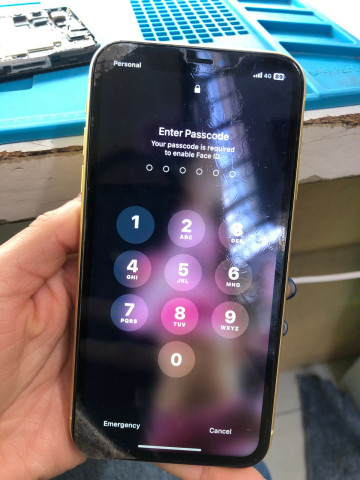 Personal
4G 89
Enter Passcode
Your passcode is required
to enable Face ID
1
2
ABC
3
DEF
4
GHI
5
JKL
6
MNO
7
PQRS
8
TUV
9
WXYZ
0
Emergency
Cancel